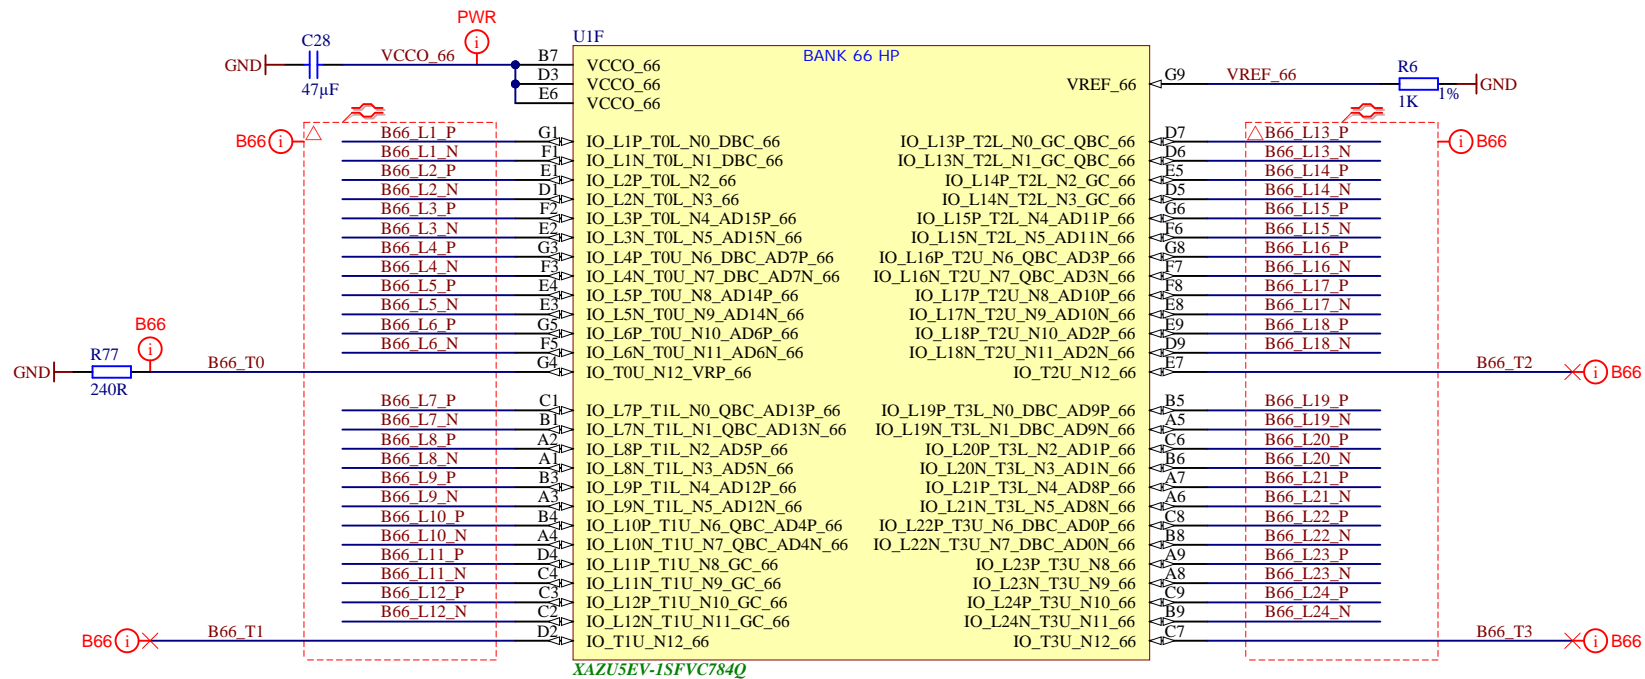 PWR
i
C28
U1F
GND
VCCO_66
B7
BANK 66 HP
47µF
D3
E6
VCCO_66
VCCO_66
VCCO_66
VREF_66
G9
VREF_66
R6
1K
1%
GND
B66
i
B66_L1_P
G1
IO_L1P_T0L_N0_DBC_66
IO_L13P_T2L_N0_GC_QBC_66
D7
B66_L13_P
i
B66
B66_L1_N
F1
IO_L1N_T0L_N1_DBC_66
IO_L13N_T2L_N1_GC_QBC_66
D6
B66_L13_N
B66_L2_P
E1
IO_L2P_T0L_N2_66
IO_L14P_T2L_N2_GC_66
E5
B66_L14_P
B66_L2_N
D1
IO_L2N_T0L_N3_66
IO_L14N_T2L_N3_GC_66
D5
B66_L14_N
B66_L3_P
F2
IO_L3P_T0L_N4_AD15P_66
IO_L15P_T2L_N4_AD11P_66
G6
B66_L15_P
B66_L3_N
E2
IO_L3N_T0L_N5_AD15N_66
IO_L15N_T2L_N5_AD11N_66
F6
B66_L15_N
B66_L4_P
G3
IO_L4P_T0U_N6_DBC_AD7P_66
IO_L16P_T2U_N6_QBC_AD3P_66
G8
B66_L16_P
B66_L4_N
F3
IO_L4N_T0U_N7_DBC_AD7N_66
IO_L16N_T2U_N7_QBC_AD3N_66
F7
B66_L16_N
B66_L5_P
E4
IO_L5P_T0U_N8_AD14P_66
IO_L17P_T2U_N8_AD10P_66
F8
B66_L17_P
B66_L5_N
E3
IO_L5N_T0U_N9_AD14N_66
IO_L17N_T2U_N9_AD10N_66
E8
B66_L17_N
B66_L6_P
G5
IO_L6P_T0U_N10_AD6P_66
IO_L18P_T2U_N10_AD2P_66
E9
B66_L18_P
B66_L6_N
F5
IO_L6N_T0U_N11_AD6N_66
IO_L18N_T2U_N11_AD2N_66
D9
B66_L18_N
B66
i
GND
R77
240R
B66_T0
G4
IO_T0U_N12_VRP_66
IO_T2U_N12_66
E7
B66_T2
i
B66
B66_L7_P
C1
IO_L7P_T1L_N0_QBC_AD13P_66
IO_L19P_T3L_N0_DBC_AD9P_66
B5
B66_L19_P
B66_L7_N
B1
IO_L7N_T1L_N1_QBC_AD13N_66
IO_L19N_T3L_N1_DBC_AD9N_66
A5
B66_L19_N
B66_L8_P
A2
IO_L8P_T1L_N2_AD5P_66
IO_L20P_T3L_N2_AD1P_66
C6
B66_L20_P
B66_L8_N
A1
IO_L8N_T1L_N3_AD5N_66
IO_L20N_T3L_N3_AD1N_66
B6
B66_L20_N
B66_L9_P
B3
IO_L9P_T1L_N4_AD12P_66
IO_L21P_T3L_N4_AD8P_66
A7
B66_L21_P
B66_L9_N
A3
IO_L9N_T1L_N5_AD12N_66
IO_L21N_T3L_N5_AD8N_66
A6
B66_L21_N
B66_L10_P
B4
IO_L10P_T1U_N6_QBC_AD4P_66
IO_L22P_T3U_N6_DBC_AD0P_66
C8
B66_L22_P
B66_L10_N
A4
IO_L10N_T1U_N7_QBC_AD4N_66
IO_L22N_T3U_N7_DBC_AD0N_66
B8
B66_L22_N
B66_L11_P
D4
IO_L11P_T1U_N8_GC_66
IO_L23P_T3U_N8_66
A9
B66_L23_P
B66_L11_N
C4
IO_L11N_T1U_N9_GC_66
IO_L23N_T3U_N9_66
A8
B66_L23_N
B66_L12_P
C3
IO_L12P_T1U_N10_GC_66
IO_L24P_T3U_N10_66
C9
B66_L24_P
B66_L12_N
C2
IO_L12N_T1U_N11_GC_66
IO_L24N_T3U_N11_66
B9
B66_L24_N
B66
i
B66_T1
D2
IO_T1U_N12_66
IO_T3U_N12_66
C7
B66_T3
i
B66
XAZU5EV-1SFVC784Q